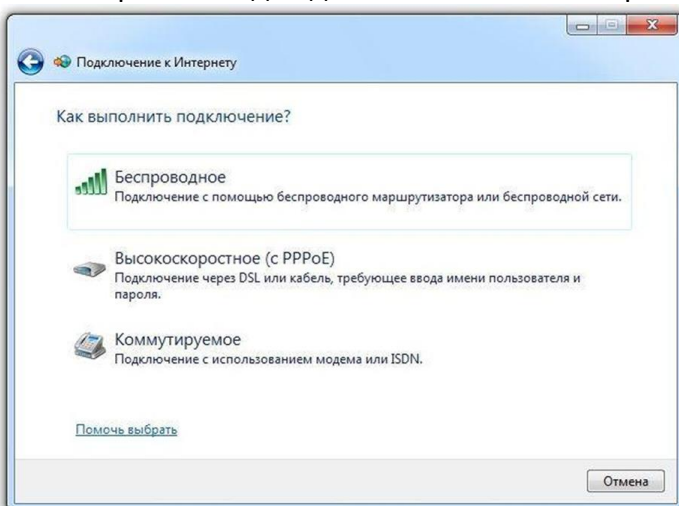 Подключение к Интернету
Как выполнить подключение?
Беспроводное
Подключение с помощью беспроводного маршрутизатора или беспроводной сети.
Высокоскоростное (с PPPoE)
Подключение через DSL или кабель, требующее ввода имени пользователя и
пароля.
Коммутируемое
Подключение с использованием модема или ISDN.
Помочь выбрать
Отмена